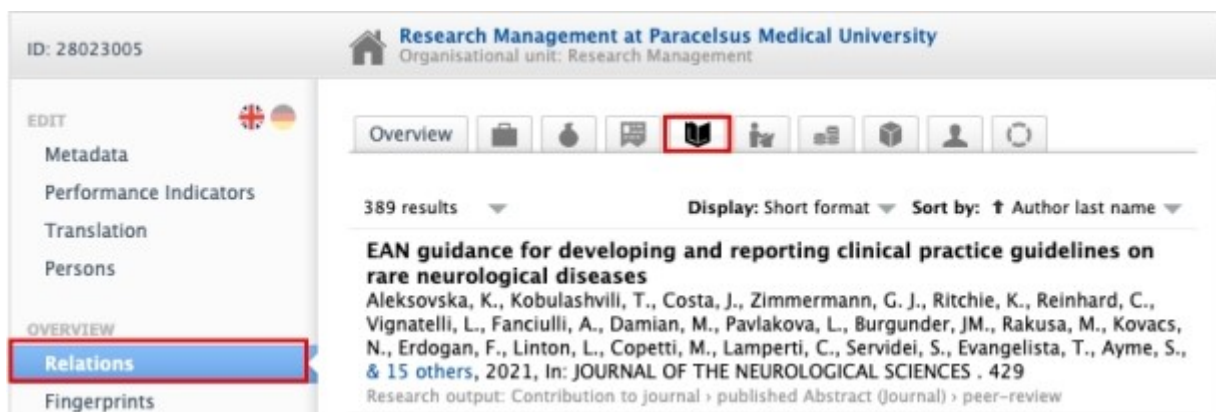 ID: 28023005
Research Management at Paracelsus Medical University
Organisational unit: Research Management
EDIT
Metadata
Performance Indicators
Translation
Persons
OVERVIEW
Relations
Fingerprints
Overview
389 results
Display: Short format Sort by: ↑ Author last name
EAN guidance for developing and reporting clinical practice guidelines on
rare neurological diseases
Aleksovska, K., Kobulashvili, T., Costa, J., Zimmermann, G. J., Ritchie, K., Reinhard, C.,
Vignatelli, L., Fanciulli, A., Damian, M., Pavlakova, L., Burgunder, JM., Rakusa, M., Kovacs,
N., Erdogan, F., Linton, L., Copetti, M., Lamperti, C., Servidei, S., Evangelista, T., Ayme, S.,
& 15 others, 2021, In: JOURNAL OF THE NEUROLOGICAL SCIENCES . 429
Research output: Contribution to journal › published Abstract (Journal) › peer-review